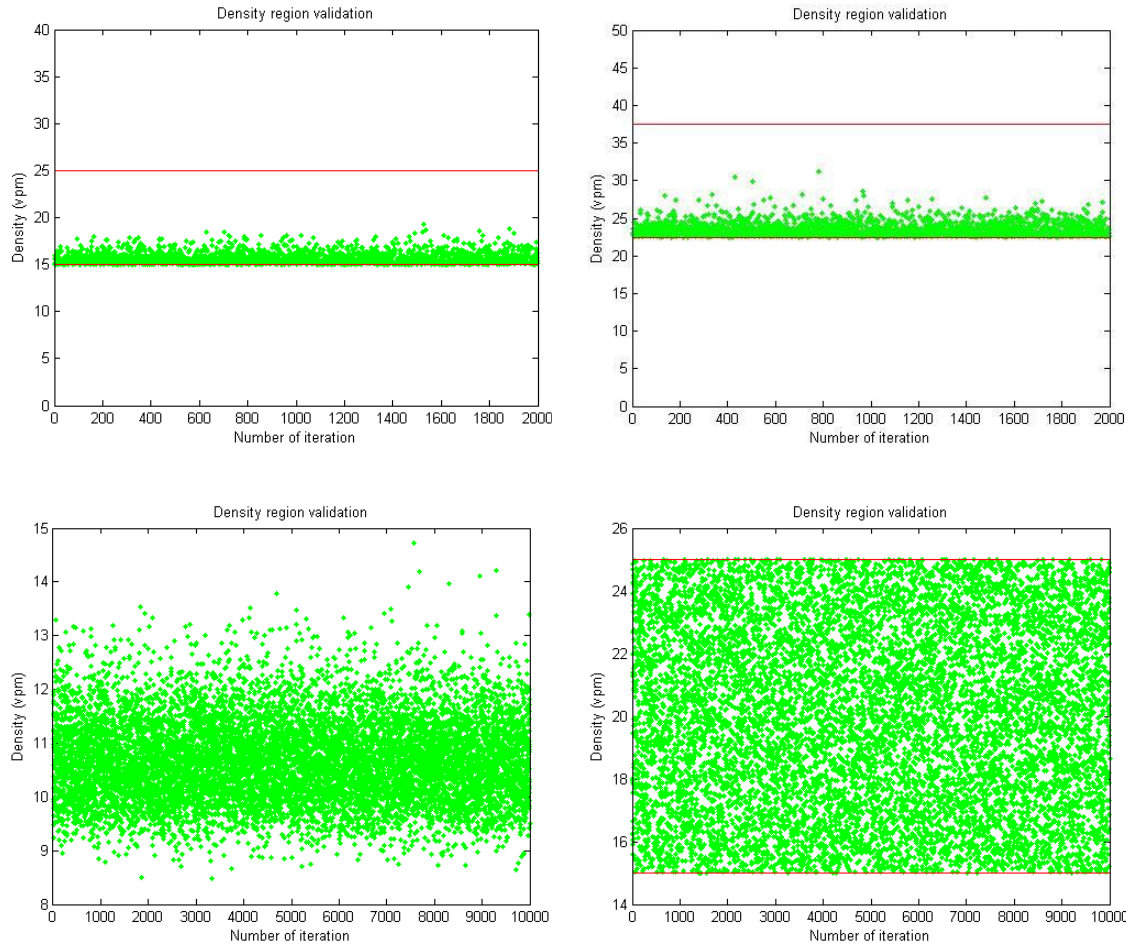 Density region validation
40
35
30
25
20
15
10
5
0
Density (vpm)
0 200 400 600 800 1000 1200 1400 1600 1800 2000
Number of iteration
Density region validation
50
45
40
35
30
25
20
15
10
5
0
Density (vpm)
0 200 400 600 800 1000 1200 1400 1600 1800 2000
Number of iteration
Density region validation
15
14
13
12
11
10
9
8
Density (vpm)
0 1000 2000 3000 4000 5000 6000 7000 8000 9000 10000
Number of iteration
Density region validation
26
24
22
20
18
16
14
Density (vpm)
0 1000 2000 3000 4000 5000 6000 7000 8000 9000 10000
Number of iteration